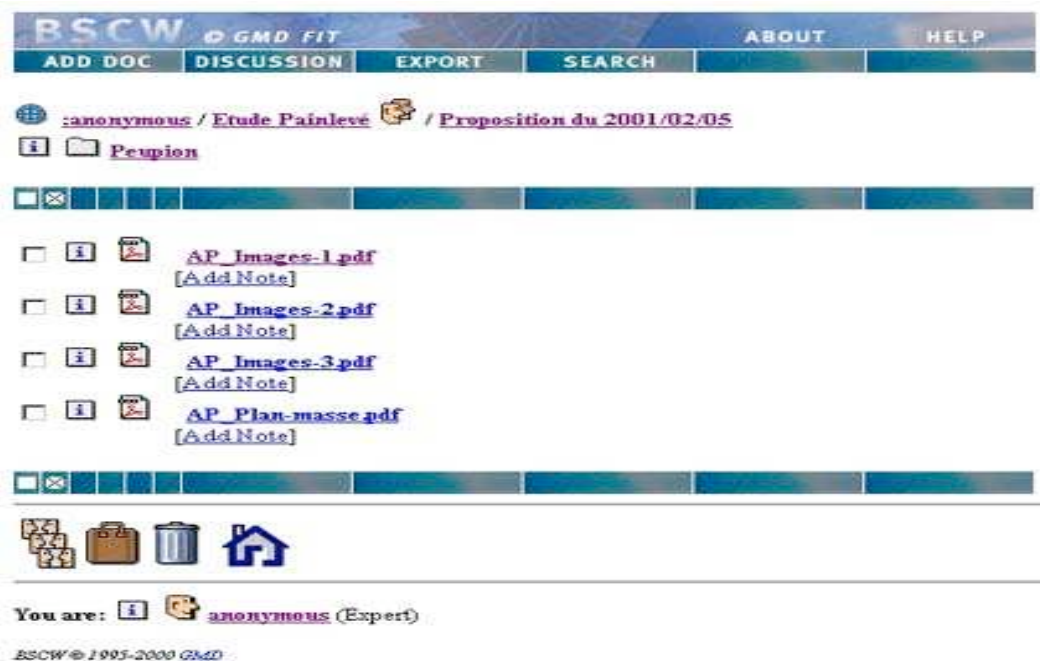 BSCW © GMD FIT ABOUT HELP
ADD DOC DISCUSSION EXPORT SEARCH
:anonymous / Etude Painlevé / Proposition du 2001/02/05
i Peupion
i AP_Images-1.pdf
[Add Note]
i AP_Images-2.pdf
[Add Note]
i AP_Images-3.pdf
[Add Note]
i AP_Plan-masse.pdf
[Add Note]
You are: i anonymous (Expert)
BSCW © 1995-2000 GMD